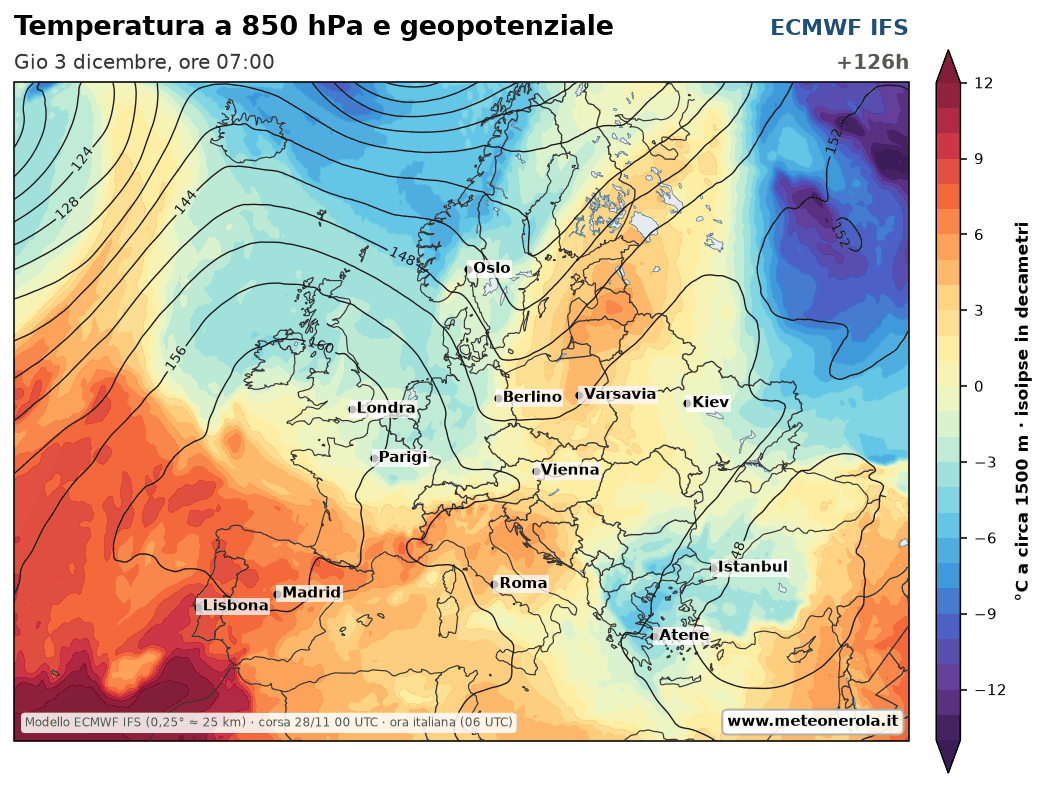 Temperatura a 850 hPa e geopotenziale
ECMWF IFS
Gio 3 dicembre, ore 07:00
+126h
124
128
144
148
156
160
152
152
48
0
Oslo
Berlino
Varsavia
Kiev
Londra
Parigi
Vienna
Istanbul
Roma
Madrid
Lisbona
Atene
12
9
6
3
0
−3
−6
−9
−12
°C a circa 1500 m · isoipse in decametri
Modello ECMWF IFS (0,25° ≈ 25 km) · corsa 28/11 00 UTC · ora italiana (06 UTC)
www.meteonerola.it